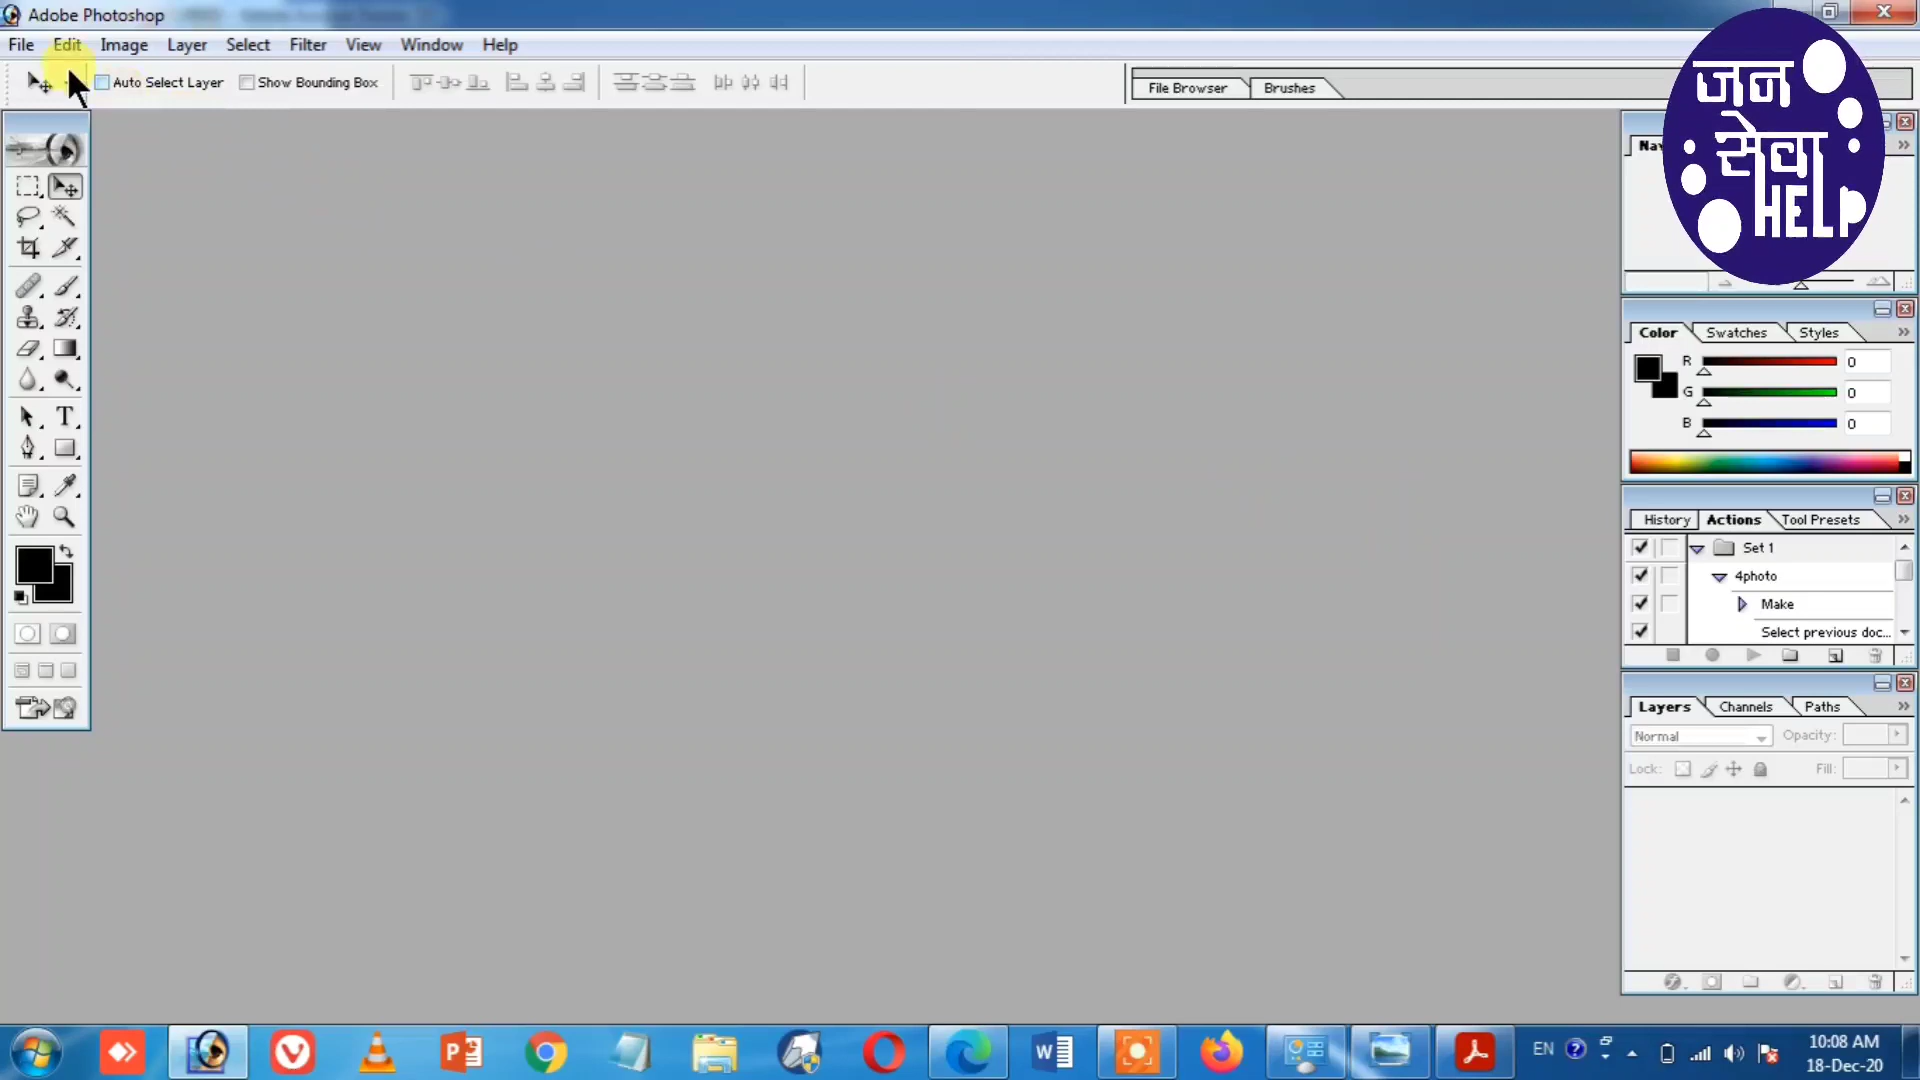 Adobe Photoshop
File Edit Image Layer Select Filter View Window Help
Auto Select Layer Show Bounding Box
File Browser Brushes
जन
सेवा
HELP
Color Swatches Styles
R 0
G 0
B 0
History Actions Tool Presets
Set 1
4photo
Make
Select previous doc...
Layers Channels Paths
Normal Opacity:
Lock: Fill:
T
EN
10:08 AM
18-Dec-20